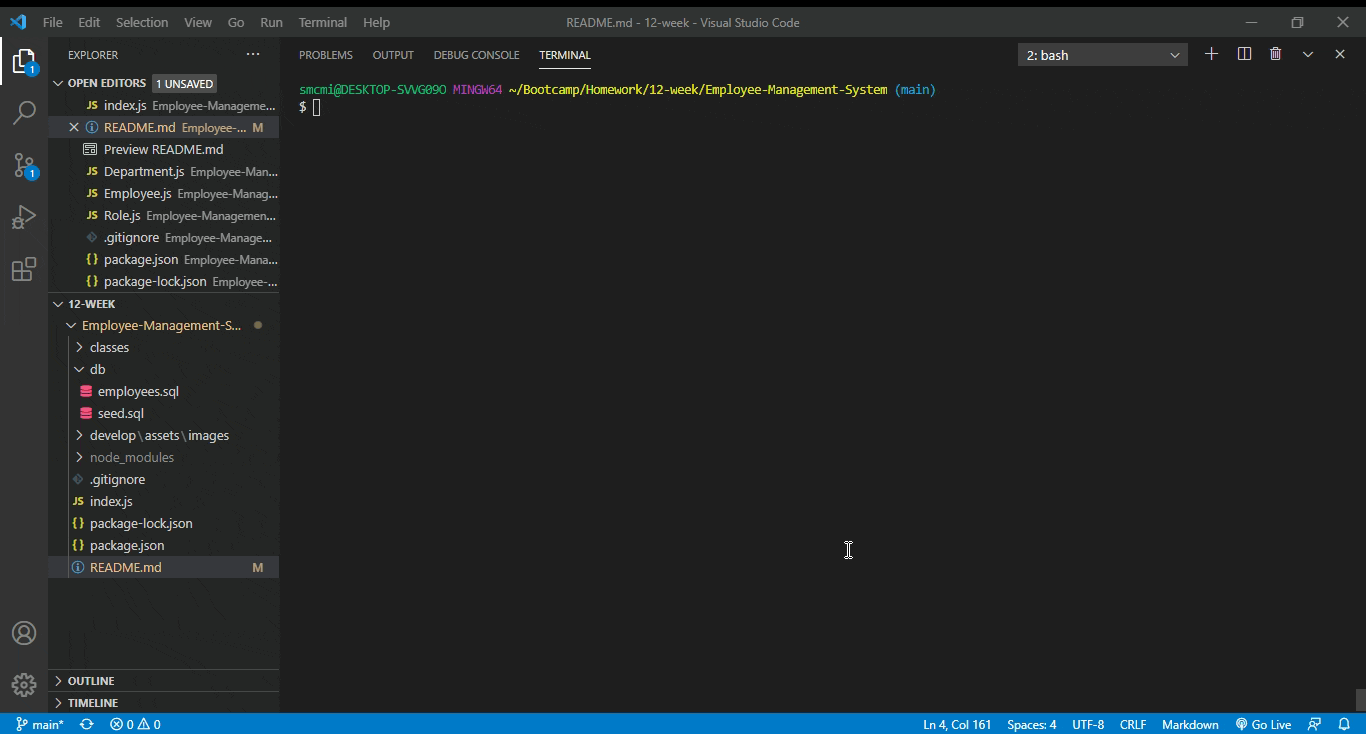 File Edit Selection View Go Run Terminal Help README.md - 12-week - Visual Studio Code
EXPLORER ...
OPEN EDITORS 1 UNSAVED
JS index.js Employee-Manageme...
README.md Employee-... M
Preview README.md
JS Department.js Employee-Man...
JS Employee.js Employee-Manag...
JS Role.js Employee-Managemen...
.gitignore Employee-Manage...
{} package.json Employee-Mana...
{} package-lock.json Employee-...
12-WEEK
Employee-Management-S...
classes
db
employees.sql
seed.sql
develop\assets\images
node_modules
.gitignore
JS index.js
{} package-lock.json
{} package.json
README.md M
OUTLINE
TIMELINE
1
1
PROBLEMS OUTPUT DEBUG CONSOLE TERMINAL 2: bash
smcmi@DESKTOP-SVVG09O MINGW64 ~/Bootcamp/Homework/12-week/Employee-Management-System (main)
$
main* 0 0 Ln 4, Col 161 Spaces: 4 UTF-8 CRLF Markdown Go Live